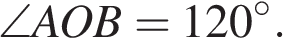 ∠AOB = 120°.